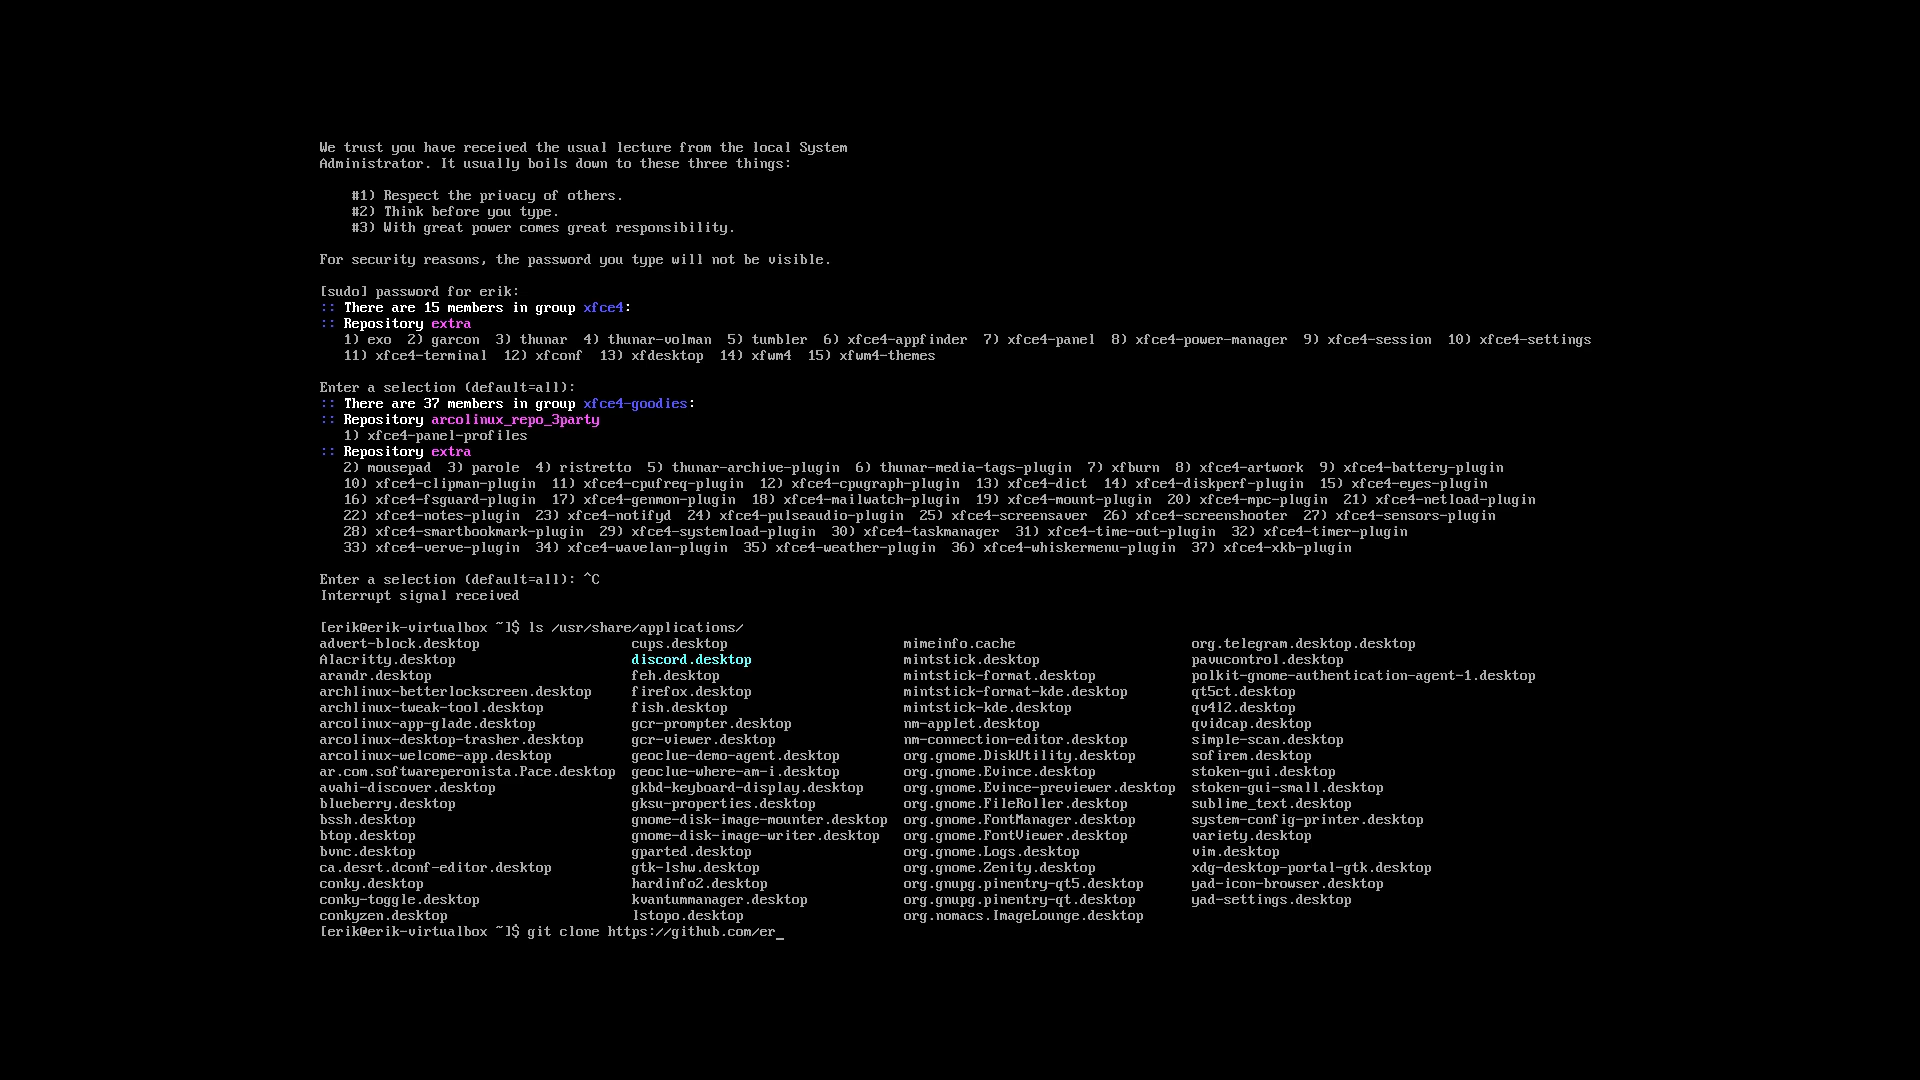 We trust you have received the usual lecture from the local System
Administrator. It usually boils down to these three things:
#1) Respect the privacy of others.
#2) Think before you type.
#3) With great power comes great responsibility.
For security reasons, the password you type will not be visible.
[sudo] password for erik:
:: There are 15 members in group xfce4:
:: Repository extra
1) exo  2) garcon  3) thunar  4) thunar-volman  5) tumbler  6) xfce4-appfinder  7) xfce4-panel  8) xfce4-power-manager  9) xfce4-session  10) xfce4-settings
11) xfce4-terminal  12) xfconf  13) xfdesktop  14) xfwm4  15) xfwm4-themes
Enter a selection (default=all):
:: There are 37 members in group xfce4-goodies:
:: Repository arcolinux_repo_3party
1) xfce4-panel-profiles
:: Repository extra
2) mousepad  3) parole  4) ristretto  5) thunar-archive-plugin  6) thunar-media-tags-plugin  7) xfburn  8) xfce4-artwork  9) xfce4-battery-plugin
10) xfce4-clipman-plugin  11) xfce4-cpufreq-plugin  12) xfce4-cpugraph-plugin  13) xfce4-dict  14) xfce4-diskperf-plugin  15) xfce4-eyes-plugin
16) xfce4-fsguard-plugin  17) xfce4-genmon-plugin  18) xfce4-mailwatch-plugin  19) xfce4-mount-plugin  20) xfce4-mpc-plugin  21) xfce4-netload-plugin
22) xfce4-notes-plugin  23) xfce4-notifyd  24) xfce4-pulseaudio-plugin  25) xfce4-screensaver  26) xfce4-screenshooter  27) xfce4-sensors-plugin
28) xfce4-smartbookmark-plugin  29) xfce4-systemload-plugin  30) xfce4-taskmanager  31) xfce4-time-out-plugin  32) xfce4-timer-plugin
33) xfce4-verve-plugin  34) xfce4-wavelan-plugin  35) xfce4-weather-plugin  36) xfce4-whiskermenu-plugin  37) xfce4-xkb-plugin
Enter a selection (default=all): ^C
Interrupt signal received
[erik@erik-virtualbox ~]$ ls /usr/share/applications/
advert-block.desktop  cups.desktop  mimeinfo.cache  org.telegram.desktop.desktop
Alacritty.desktop  discord.desktop  mintstick.desktop  pavucontrol.desktop
arandr.desktop  feh.desktop  mintstick-format.desktop  polkit-gnome-authentication-agent-1.desktop
archlinux-betterlockscreen.desktop  firefox.desktop  mintstick-format-kde.desktop  qt5ct.desktop
archlinux-tweak-tool.desktop  fish.desktop  mintstick-kde.desktop  qv4l2.desktop
arcolinux-app-glade.desktop  gcr-prompter.desktop  nm-applet.desktop  qvidcap.desktop
arcolinux-desktop-trasher.desktop  gcr-viewer.desktop  nm-connection-editor.desktop  simple-scan.desktop
arcolinux-welcome-app.desktop  geoclue-demo-agent.desktop  org.gnome.DiskUtility.desktop  sofirem.desktop
ar.com.softwareperonista.Pace.desktop  geoclue-where-am-i.desktop  org.gnome.Evince.desktop  stoken-gui.desktop
avahi-discover.desktop  gkbd-keyboard-display.desktop  org.gnome.Evince-previewer.desktop  stoken-gui-small.desktop
blueberry.desktop  gksu-properties.desktop  org.gnome.FileRoller.desktop  sublime_text.desktop
bssh.desktop  gnome-disk-image-mounter.desktop  org.gnome.FontManager.desktop  system-config-printer.desktop
btop.desktop  gnome-disk-image-writer.desktop  org.gnome.FontViewer.desktop  variety.desktop
bvnc.desktop  gparted.desktop  org.gnome.Logs.desktop  vim.desktop
ca.desrt.dconf-editor.desktop  gtk-lshw.desktop  org.gnome.Zenity.desktop  xdg-desktop-portal-gtk.desktop
conky.desktop  hardinfo2.desktop  org.gnupg.pinentry-qt5.desktop  yad-icon-browser.desktop
conky-toggle.desktop  kvantummanager.desktop  org.gnupg.pinentry-qt.desktop  yad-settings.desktop
conkyzen.desktop  lstopo.desktop  org.nomacs.ImageLounge.desktop
[erik@erik-virtualbox ~]$ git clone https://github.com/er_